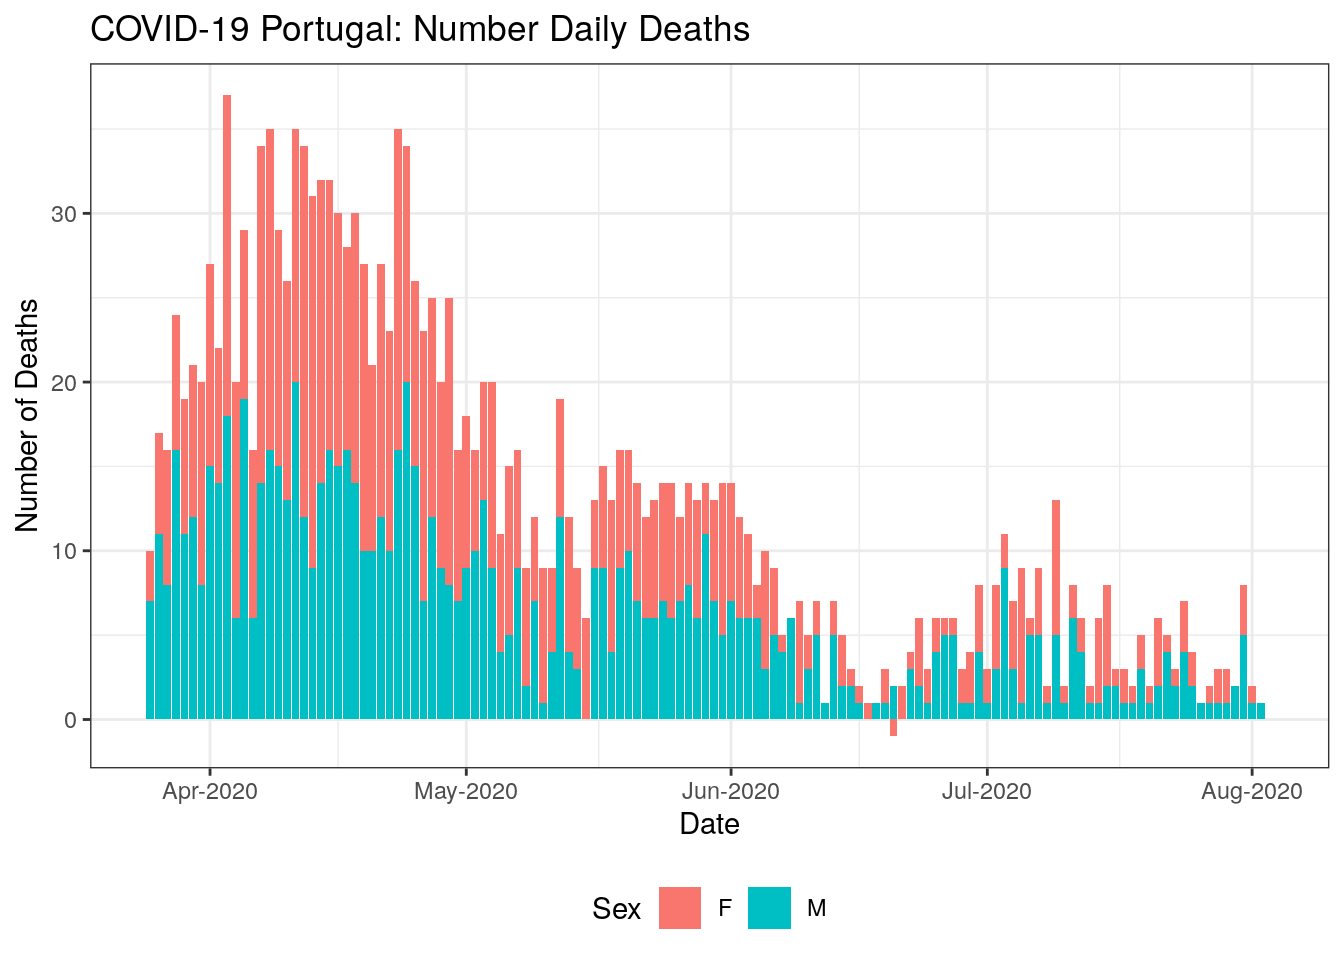 COVID-19 Portugal: Number Daily Deaths
Number of Deaths
30
20
10
0
Apr-2020 May-2020 Jun-2020 Jul-2020 Aug-2020
Date
Sex F M